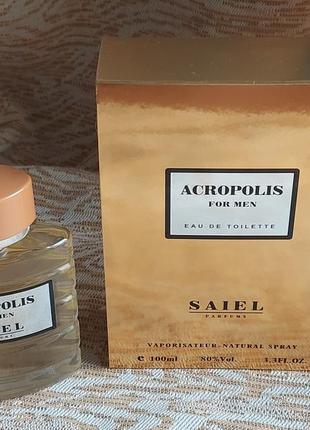 ACROPOLIS
FOR MEN
EAU DE TOILETTE
SAIEL
PARFUMS
VAPORISATEUR-NATURAL SPRAY
e 100ml 80%Vol. 3.3FL.OZ.
OPOLIS
MEN
EL